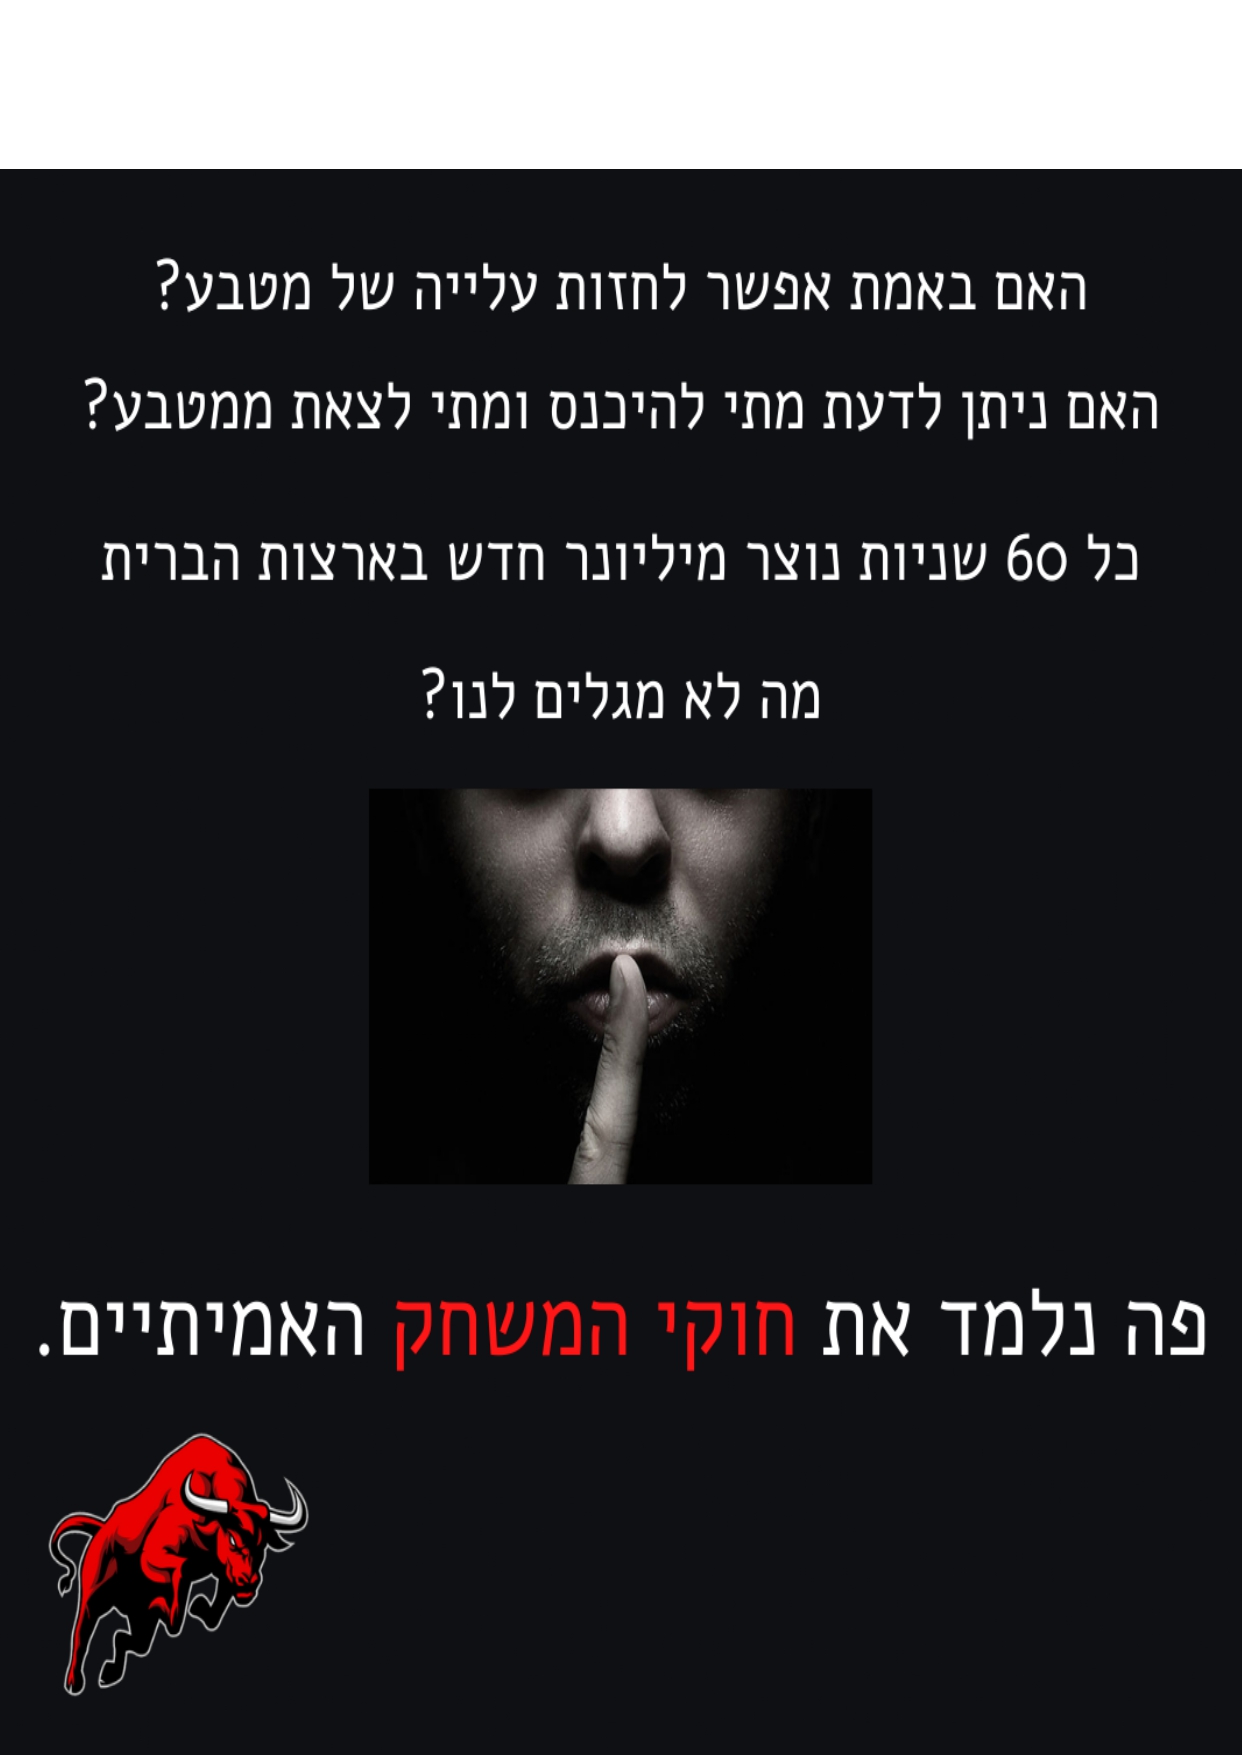 האם באמת אפשר לחזות עלייה של מטבע?
האם ניתן לדעת מתי להיכנס ומתי לצאת ממטבע?
כל 60 שניות נוצר מיליונר חדש בארצות הברית
מה לא מגלים לנו?
פה נלמד את חוקי המשחק האמיתיים.